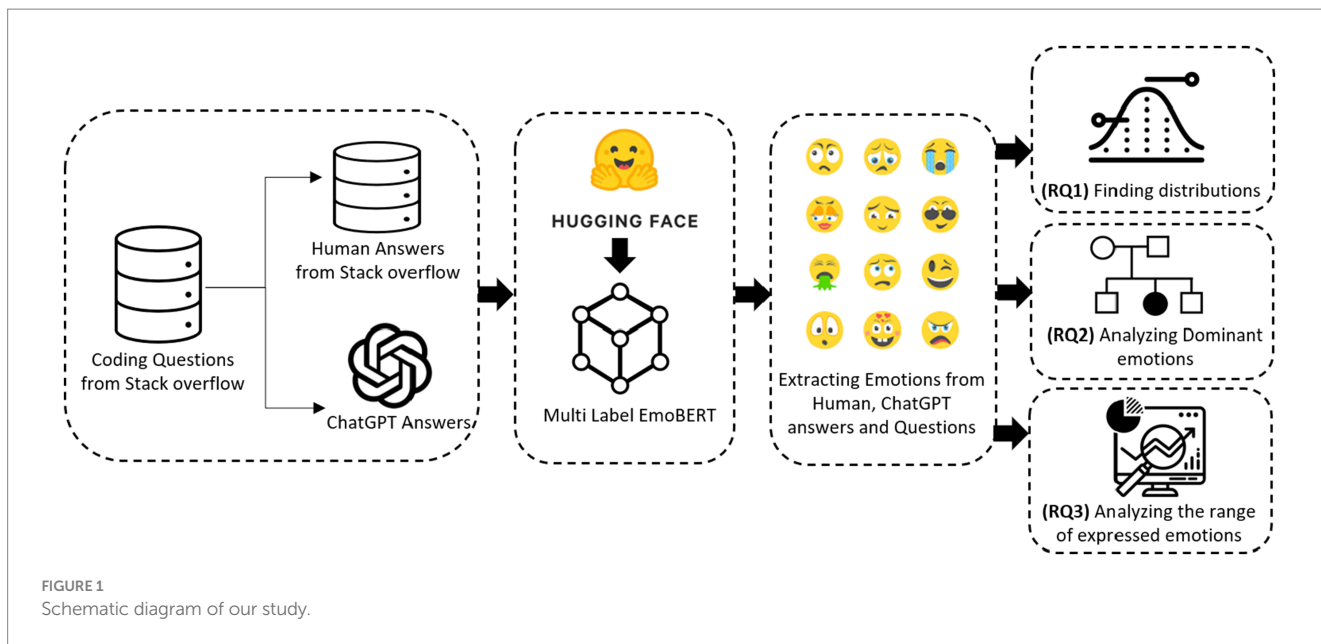 Coding Questions
from Stack overflow
Human Answers
from Stack overflow
ChatGPT Answers
HUGGING FACE
Multi Label EmoBERT
Extracting Emotions from
Human, ChatGPT
answers and Questions
(RQ1) Finding distributions
(RQ2) Analyzing Dominant
emotions
(RQ3) Analyzing the range
of expressed emotions
FIGURE 1
Schematic diagram of our study.